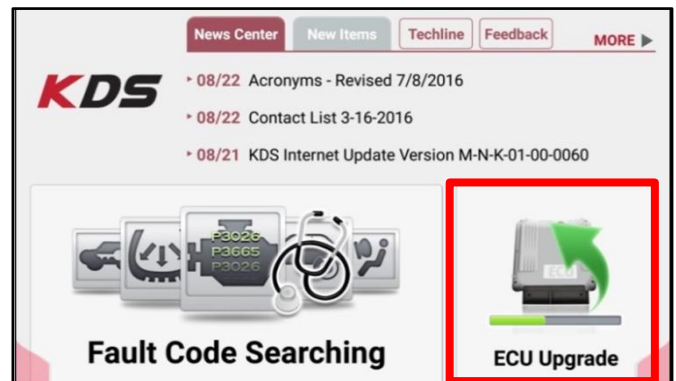 News Center New Items Techline Feedback MORE ▶
KDS
08/22 Acronyms - Revised 7/8/2016
08/22 Contact List 3-16-2016
08/21 KDS Internet Update Version M-N-K-01-00-0060
P3026
P3665
P3026
ECU
Fault Code Searching
ECU Upgrade